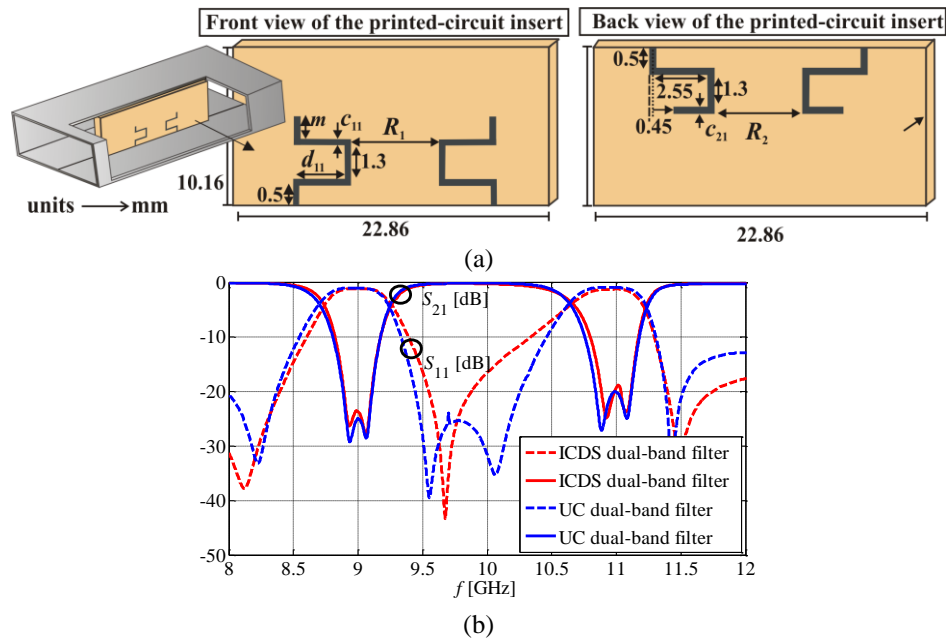 Front view of the printed-circuit insert
Back view of the printed-circuit insert
m
c11
R1
d11
1.3
0.5
10.16
22.86
units → mm
0.5
2.55
1.3
0.45
c21
R2
22.86
(a)
0
-10
-20
-30
-40
-50
S21 [dB]
S11 [dB]
ICDS dual-band filter
ICDS dual-band filter
UC dual-band filter
UC dual-band filter
8 8.5 9 9.5 10 10.5 11 11.5 12
f [GHz]
(b)